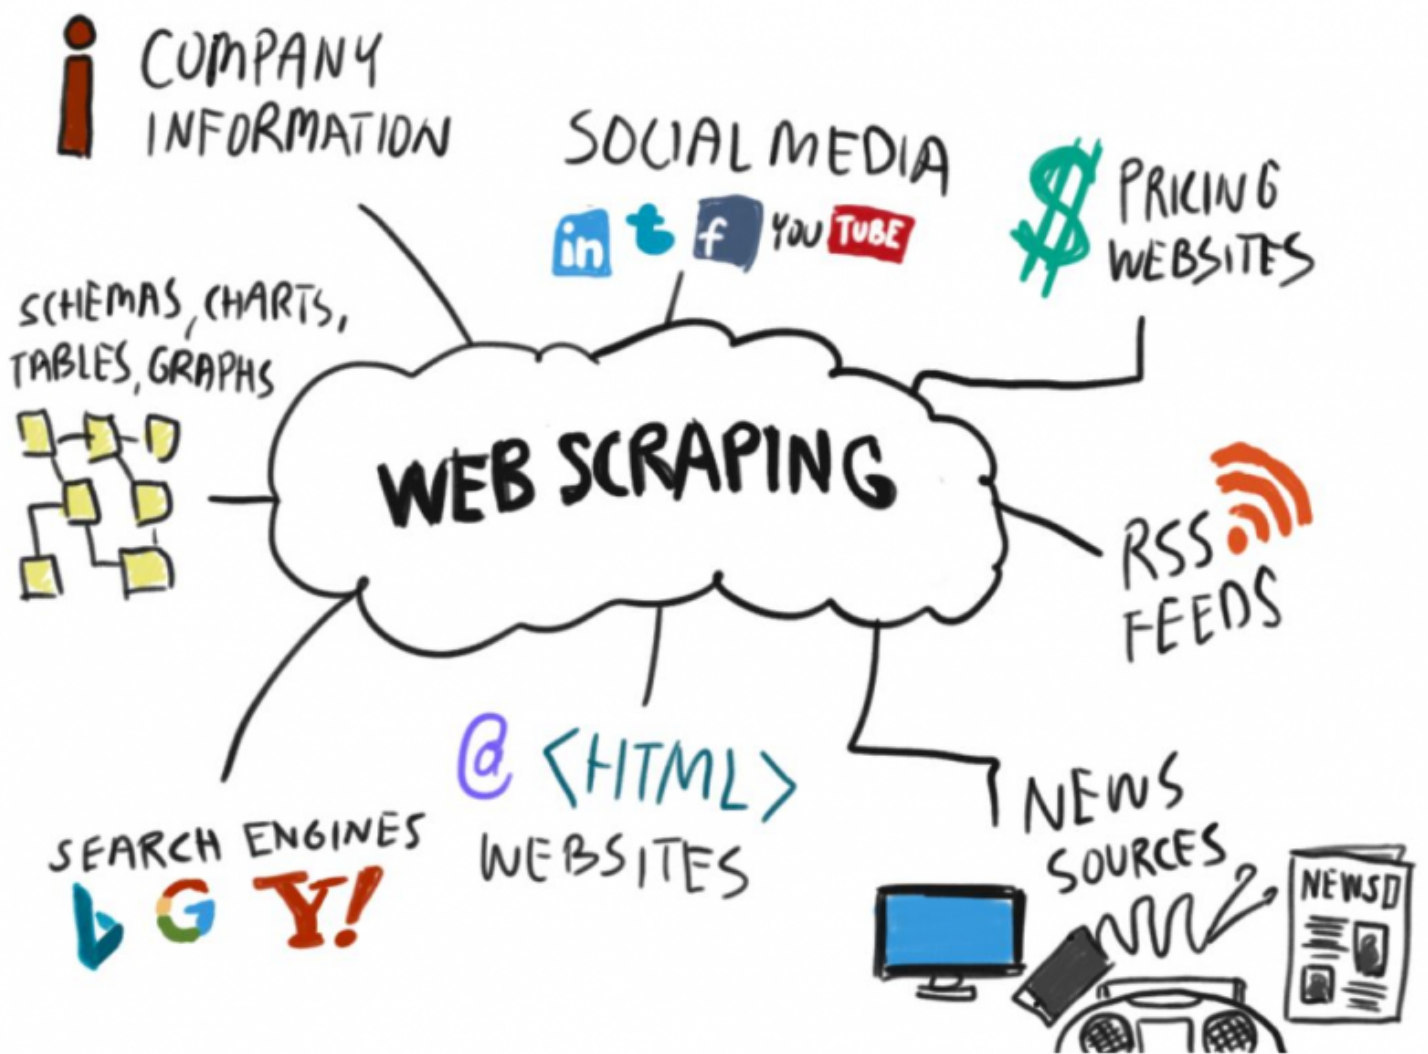 i
COMPANY
INFORMATION
SOCIAL MEDIA
in t f YOU TUBE
$ PRICING
WEBSITES
SCHEMAS, CHARTS,
TABLES, GRAPHS
WEB SCRAPING
RSS
FEEDS
@ <HTML>
WEBSITES
SEARCH ENGINES
b G Y!
NEWS
SOURCES
NEWS